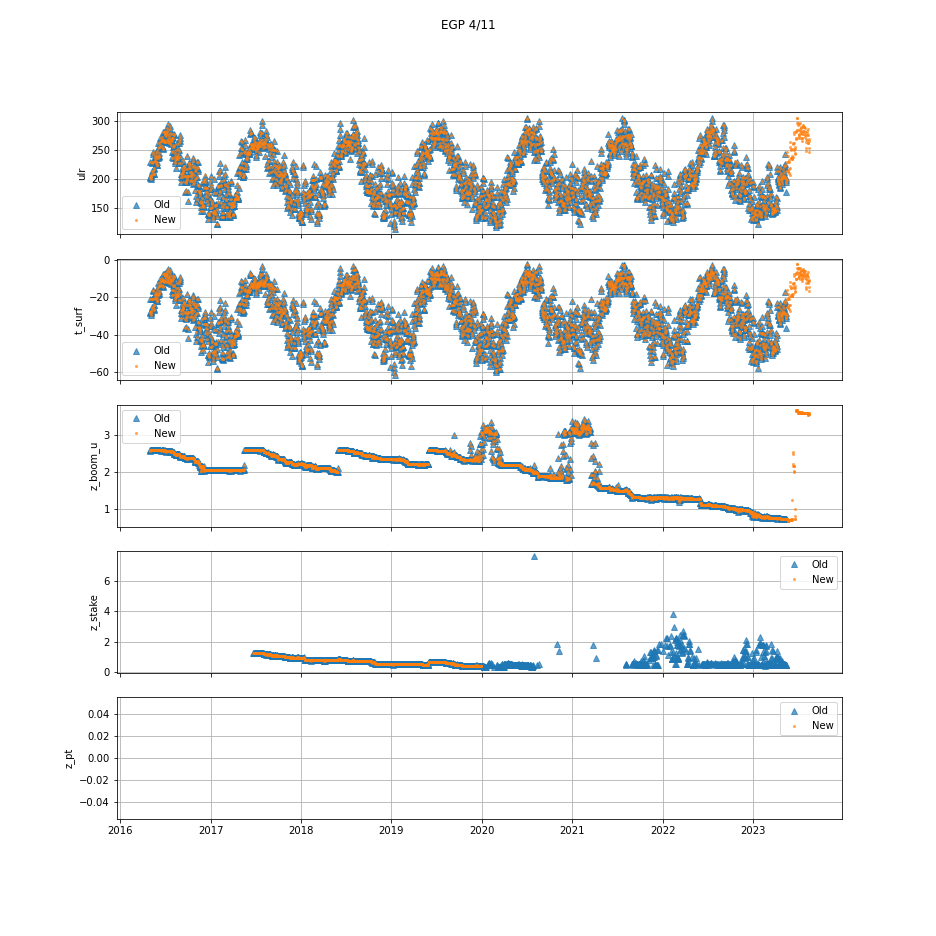 EGP 4/11
300
250
200
150
ulr
Old
New
0
−20
−40
−60
t_surf
Old
New
3
2
1
z_boom_u
Old
New
6
4
2
0
z_stake
Old
New
0.04
0.02
0.00
−0.02
−0.04
z_pt
Old
New
2016 2017 2018 2019 2020 2021 2022 2023